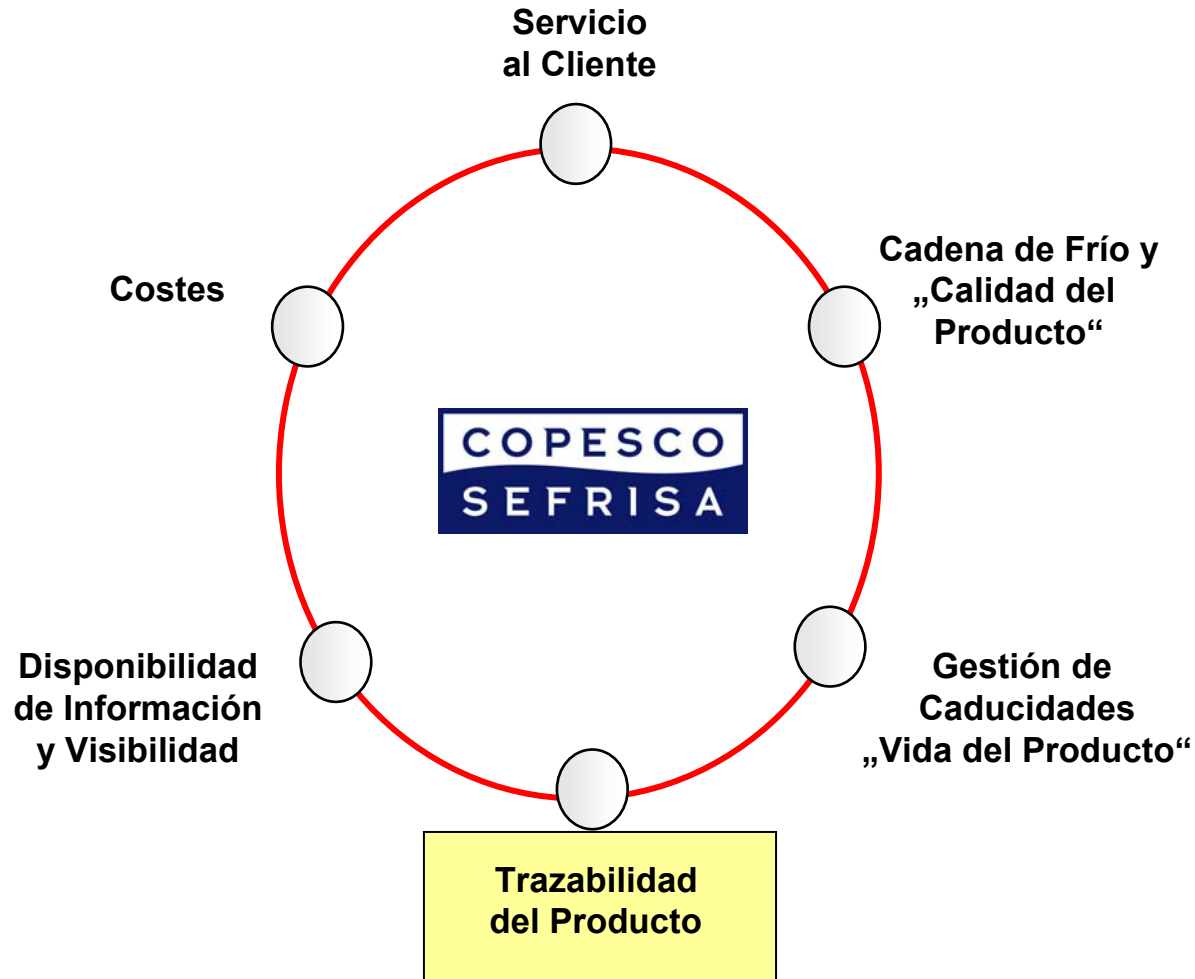 Servicio
al Cliente
Cadena de Frío y
„Calidad del
Producto“
Costes
COPESCO
SEFRISA
Disponibilidad
de Información
y Visibilidad
Gestión de
Caducidades
„Vida del Producto“
Trazabilidad
del Producto